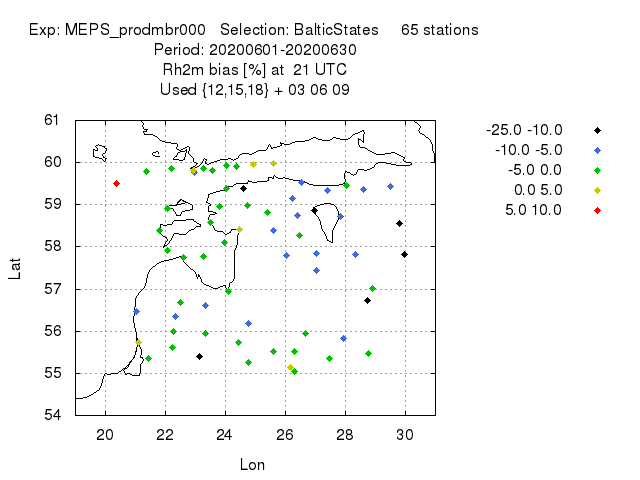 Exp: MEPS_prodmbr000 Selection: BalticStates 65 stations
Period: 20200601-20200630
Rh2m bias [%] at 21 UTC
Used {12,15,18} + 03 06 09
-25.0 -10.0
-10.0 -5.0
-5.0 0.0
0.0 5.0
5.0 10.0
61
60
59
58
57
56
55
54
Lat
20 22 24 26 28 30
Lon